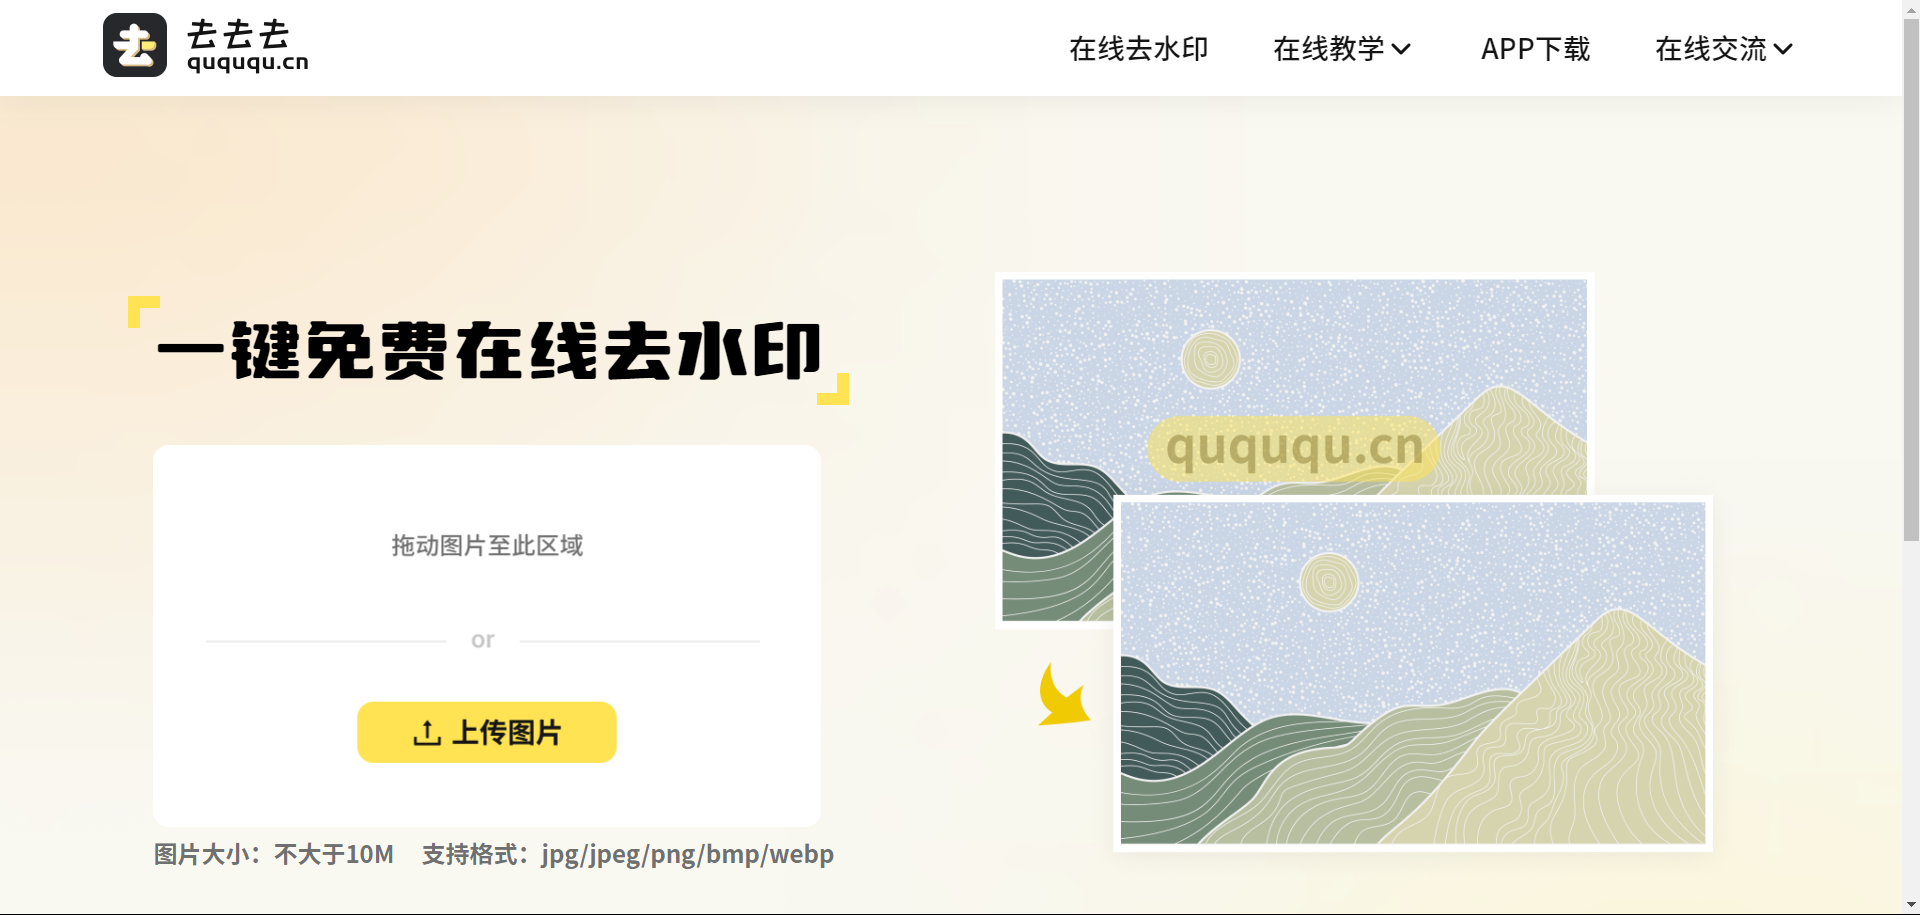 去去去
quququ.cn
在线去水印 在线教学 APP下载 在线交流
一键免费在线去水印
quququ.cn
拖动图片至此区域
or
上传图片
图片大小：不大于10M 支持格式：jpg/jpeg/png/bmp/webp